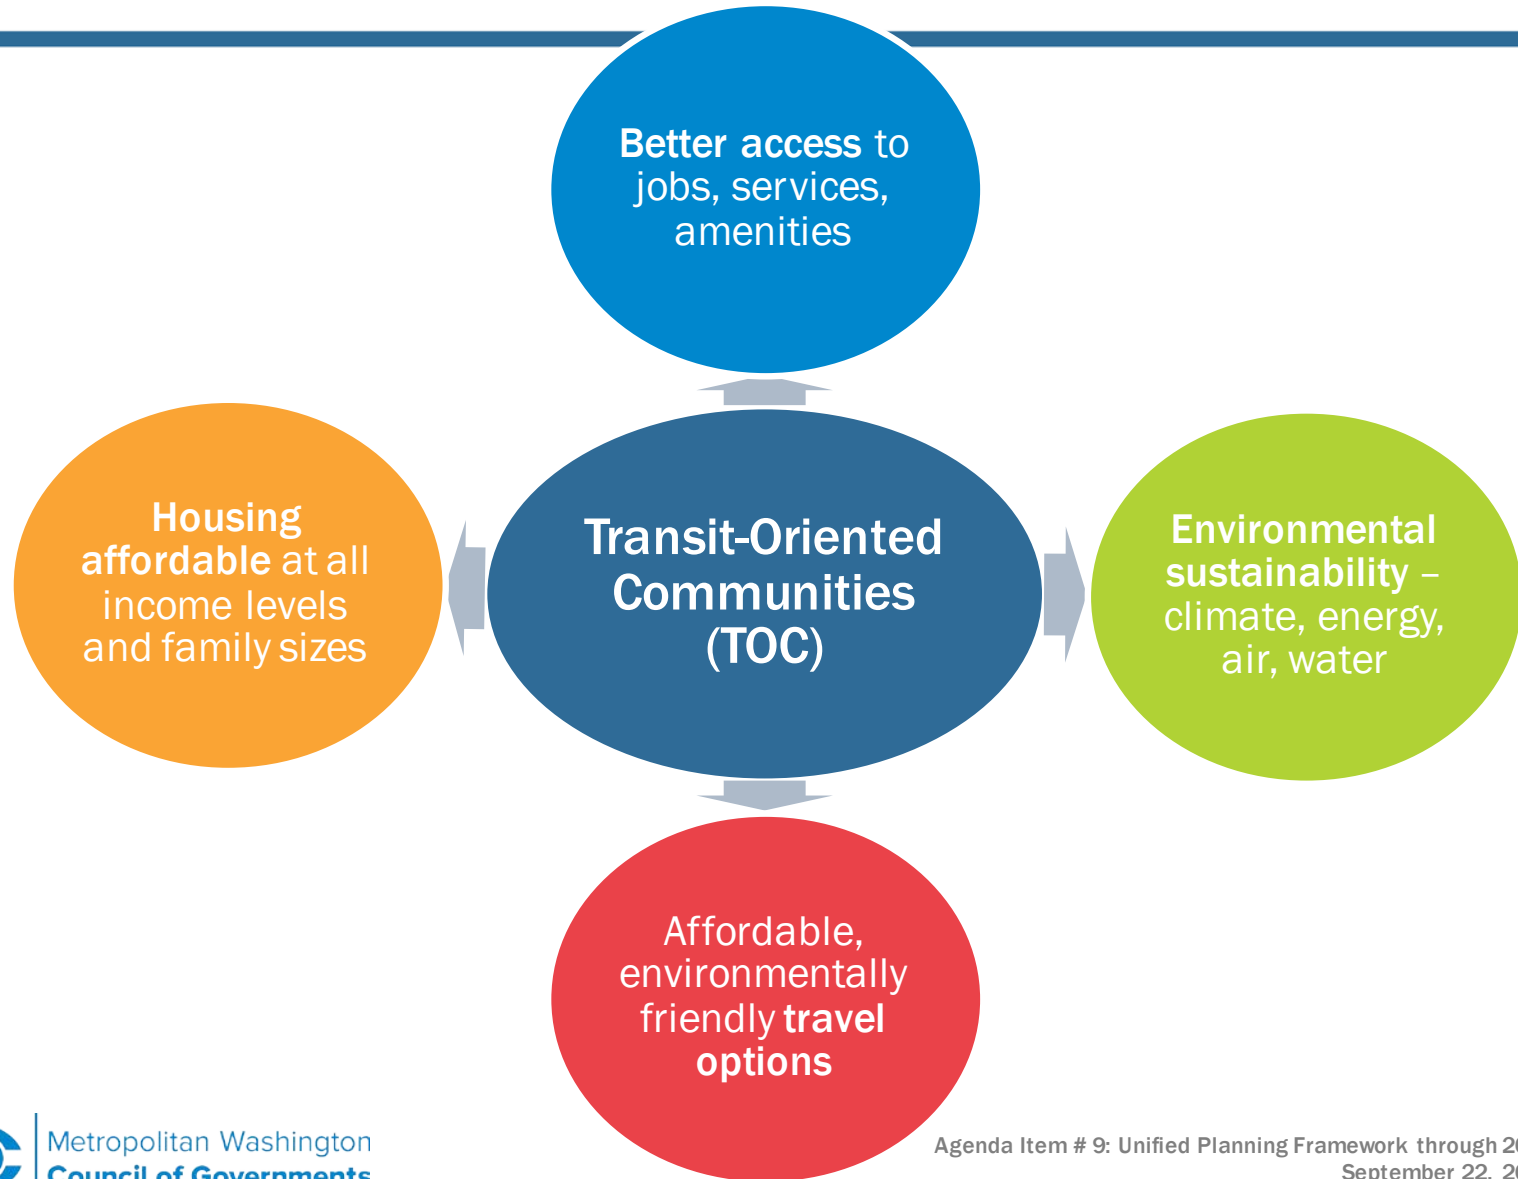 Better access to
jobs, services,
amenities
Housing
affordable at all
income levels
and family sizes
Transit-Oriented
Communities
(TOC)
Environmental
sustainability –
climate, energy,
air, water
Affordable,
environmentally
friendly travel
options
Metropolitan Washington
Council of Governments
Agenda Item # 9: Unified Planning Framework through
September 22,